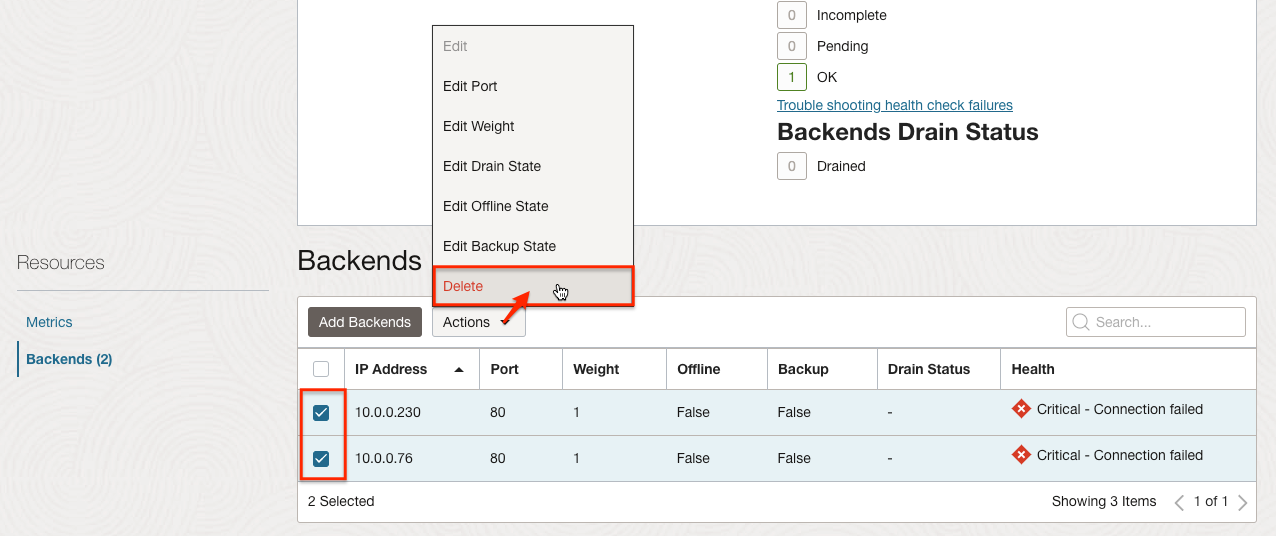 0 Incomplete
0 Pending
1 OK
Trouble shooting health check failures
Backends Drain Status
0 Drained
Edit
Edit Port
Edit Weight
Edit Drain State
Edit Offline State
Edit Backup State
Delete
Resources
Metrics
Backends (2)
Backends
Add Backends Actions Search...
IP Address Port Weight Offline Backup Drain Status Health
10.0.0.230 80 1 False False - Critical - Connection failed
10.0.0.76 80 1 False False - Critical - Connection failed
2 Selected Showing 3 Items 1 of 1